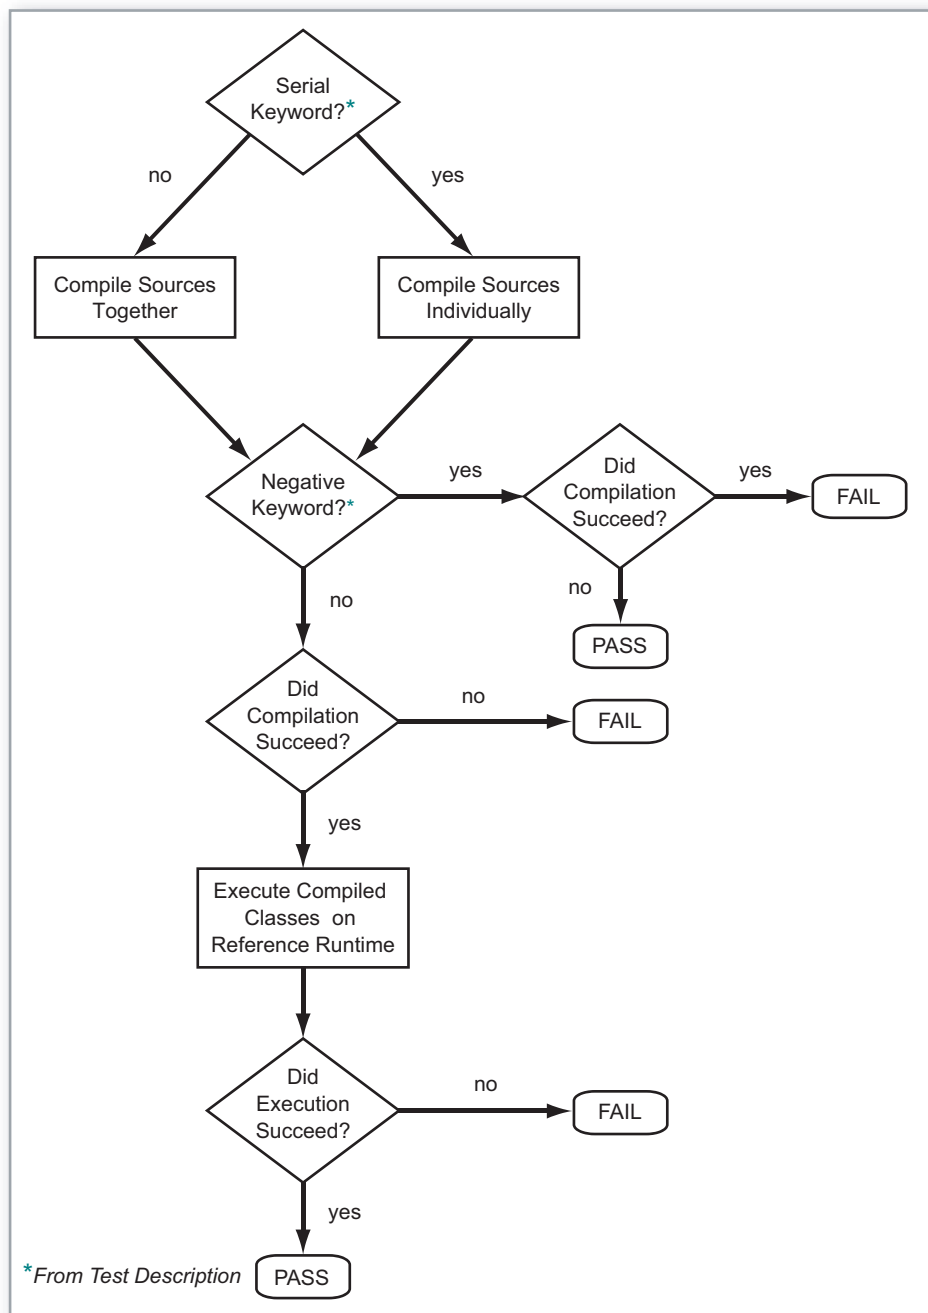 Serial
Keyword?*
no
yes
Compile Sources
Together
Compile Sources
Individually
Negative
Keyword?*
yes
Did
Compilation
Succeed?
yes
FAIL
no
PASS
no
Did
Compilation
Succeed?
no
FAIL
yes
Execute Compiled
Classes on
Reference Runtime
Did
Execution
Succeed?
no
FAIL
yes
PASS
*From Test Description